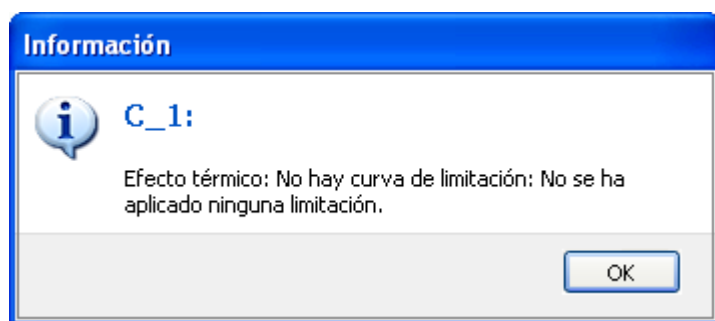 Información
C_1:
Efecto térmico: No hay curva de limitación: No se ha
aplicado ninguna limitación.
OK